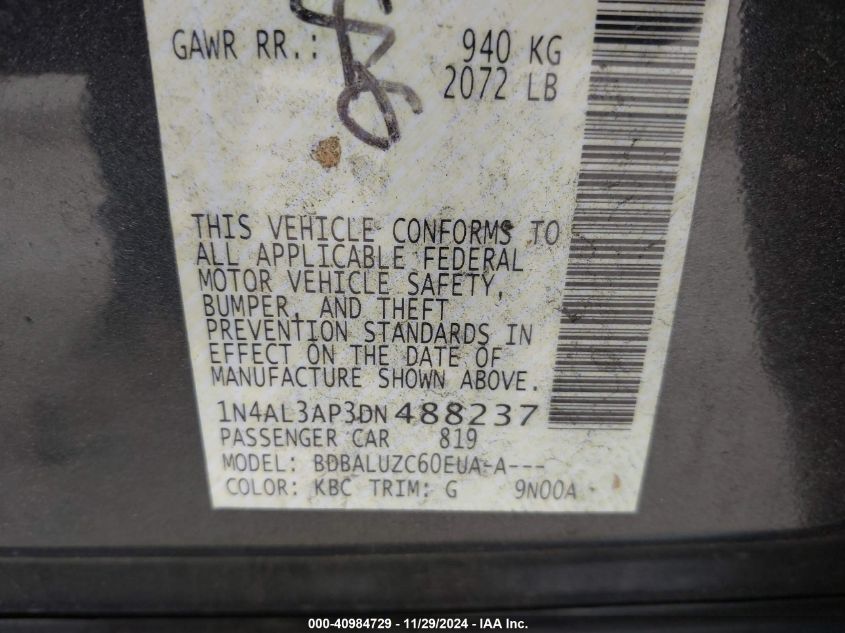 GAWR RR.: 940 KG
2072 LB
THIS VEHICLE CONFORMS TO
ALL APPLICABLE FEDERAL
MOTOR VEHICLE SAFETY,
BUMPER, AND THEFT
PREVENTION STANDARDS IN
EFFECT ON THE DATE OF
MANUFACTURE SHOWN ABOVE.
1N4AL3AP3DN488237
PASSENGER CAR 819
MODEL: BDBALUZC60EUA-A---
COLOR: KBC TRIM: G 9N00A
000-40984729 - 11/29/2024 - IAA Inc.